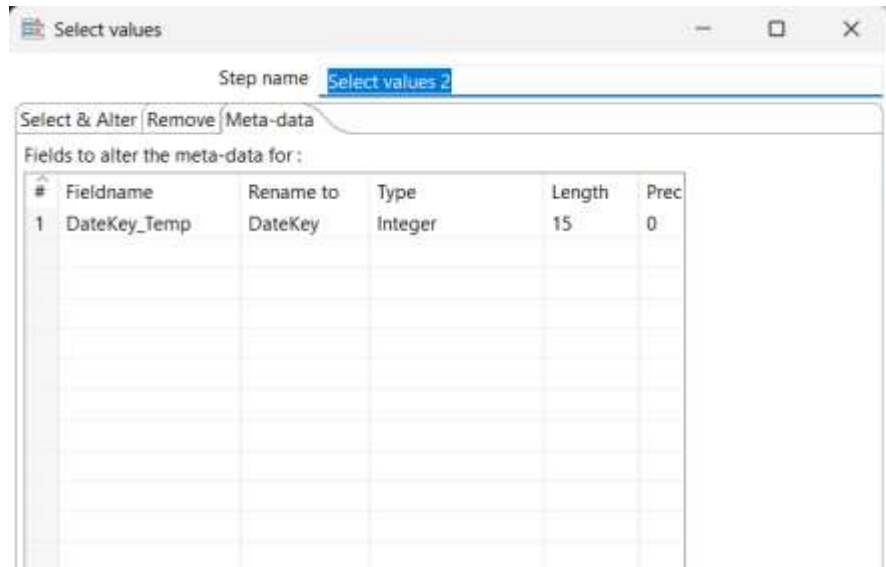 Select values
Step name Select values 2
Select & Alter Remove Meta-data
Fields to alter the meta-data for :
# Fieldname Rename to Type Length Prec
1 DateKey_Temp DateKey Integer 15 0